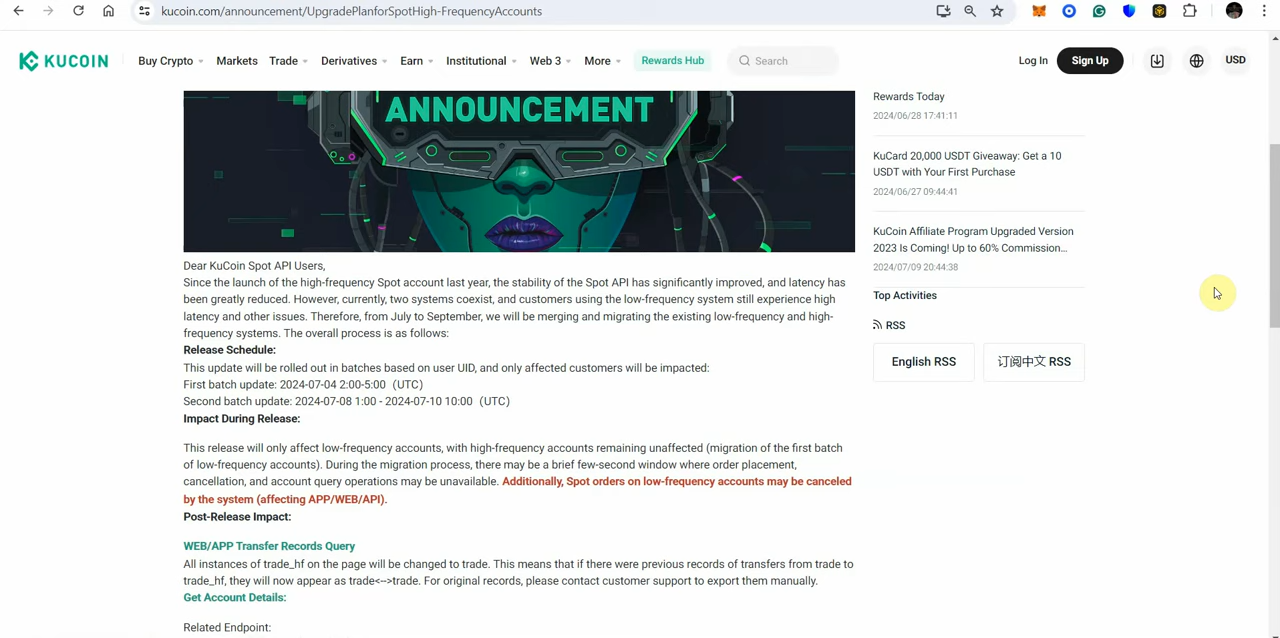 kucoin.com/announcement/UpgradePlanforSpotHigh-FrequencyAccounts
KUCOIN
Buy Crypto
Markets
Trade
Derivatives
Earn
Institutional
Web 3
More
Rewards Hub
Search
Log In
Sign Up
USD
ANNOUNCEMENT
Dear KuCoin Spot API Users,
Since the launch of the high-frequency Spot account last year, the stability of the Spot API has significantly improved, and latency has
been greatly reduced. However, currently, two systems coexist, and customers using the low-frequency system still experience high
latency and other issues. Therefore, from July to September, we will be merging and migrating the existing low-frequency and high-
frequency systems. The overall process is as follows:
Release Schedule:
This update will be rolled out in batches based on user UID, and only affected customers will be impacted:
First batch update: 2024-07-04 2:00-5:00（UTC）
Second batch update: 2024-07-08 1:00 - 2024-07-10 10:00（UTC）
Impact During Release:
This release will only affect low-frequency accounts, with high-frequency accounts remaining unaffected (migration of the first batch
of low-frequency accounts). During the migration process, there may be a brief few-second window where order placement,
cancellation, and account query operations may be unavailable. Additionally, Spot orders on low-frequency accounts may be canceled
by the system (affecting APP/WEB/API).
Post-Release Impact:
WEB/APP Transfer Records Query
All instances of trade_hf on the page will be changed to trade. This means that if there were previous records of transfers from trade to
trade_hf, they will now appear as trade<-->trade. For original records, please contact customer support to export them manually.
Get Account Details:
Related Endpoint:
Rewards Today
2024/06/28 17:41:11
KuCard 20,000 USDT Giveaway: Get a 10
USDT with Your First Purchase
2024/06/27 09:44:41
KuCoin Affiliate Program Upgraded Version
2023 Is Coming! Up to 60% Commission...
2024/07/09 20:44:38
Top Activities
RSS
English RSS
订阅中文 RSS